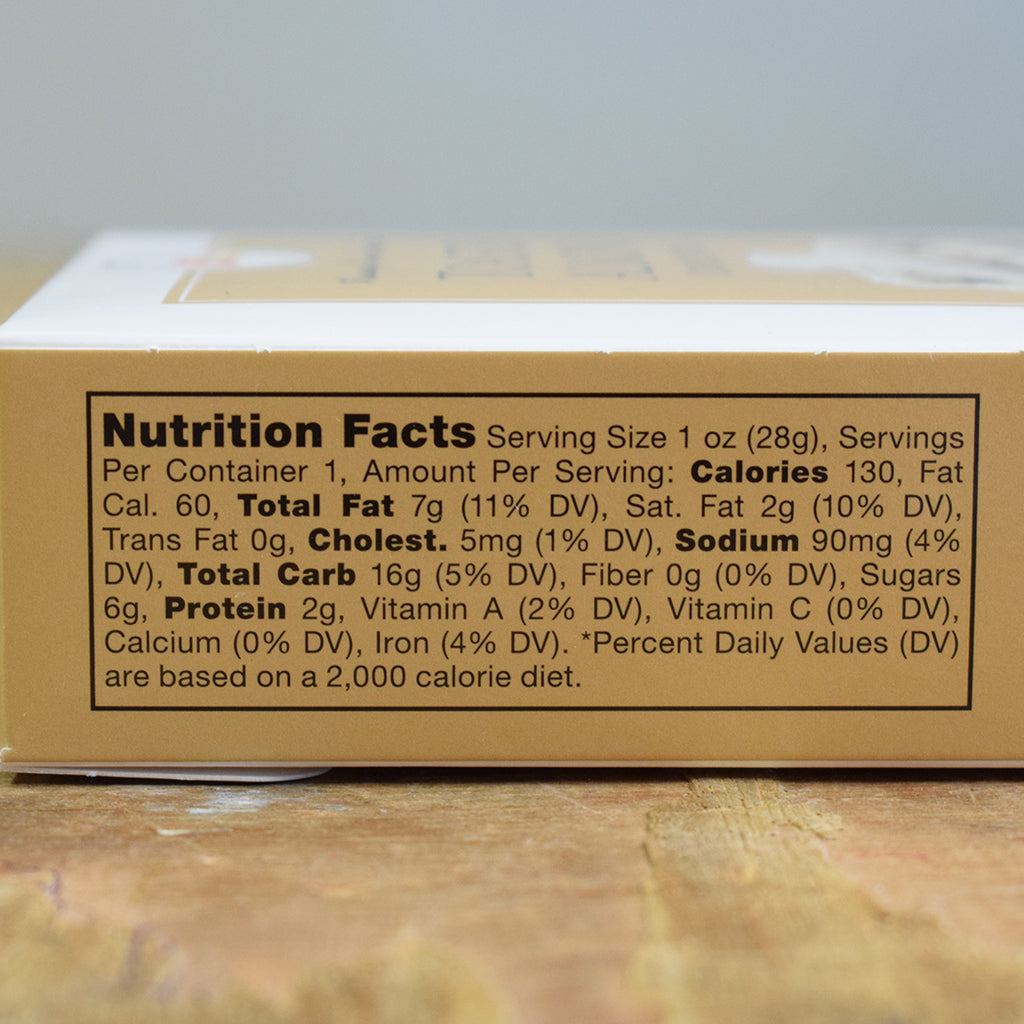 Nutrition Facts Serving Size 1 oz (28g), Servings
Per Container 1, Amount Per Serving: Calories 130, Fat
Cal. 60, Total Fat 7g (11% DV), Sat. Fat 2g (10% DV),
Trans Fat 0g, Cholest. 5mg (1% DV), Sodium 90mg (4%
DV), Total Carb 16g (5% DV), Fiber 0g (0% DV), Sugars
6g, Protein 2g, Vitamin A (2% DV), Vitamin C (0% DV),
Calcium (0% DV), Iron (4% DV). *Percent Daily Values (DV)
are based on a 2,000 calorie diet.